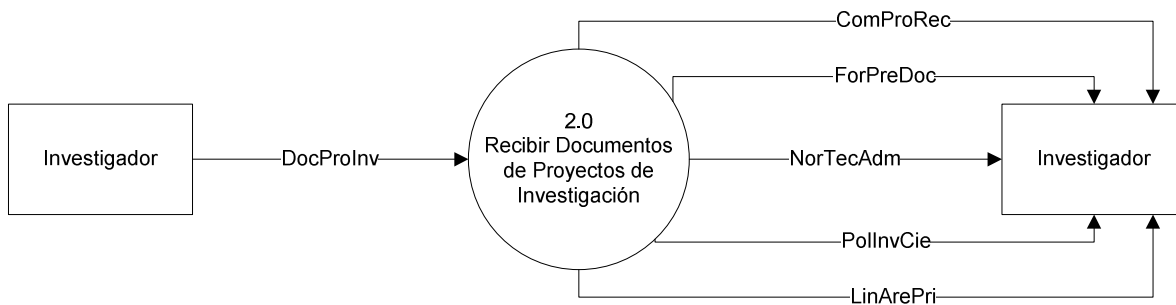 ComProRec
ForPreDoc
2.0
Recibir Documentos
de Proyectos de
Investigación
Investigador
DocProInv
NorTecAdm
Investigador
PolInvCie
LinArePri